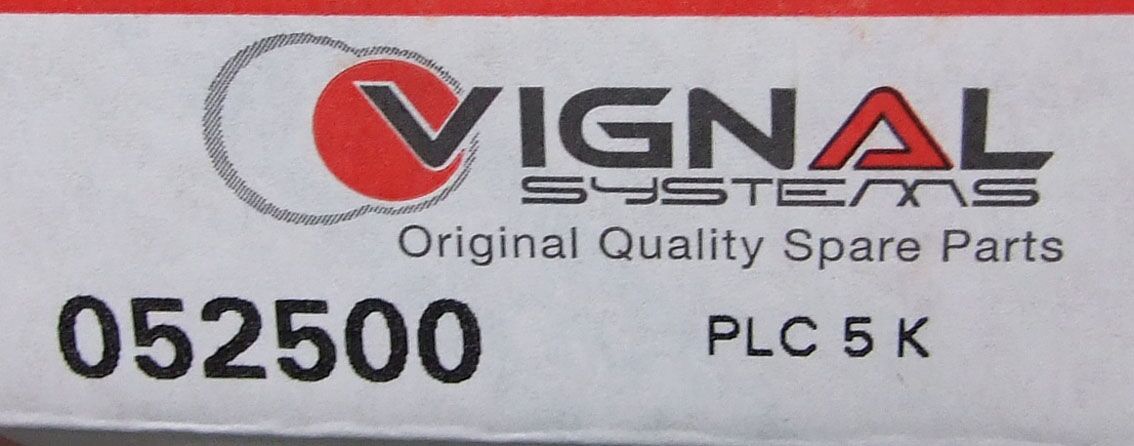 VIGNAL
SYSTEMS
Original Quality Spare Parts
052500 PLC 5 K